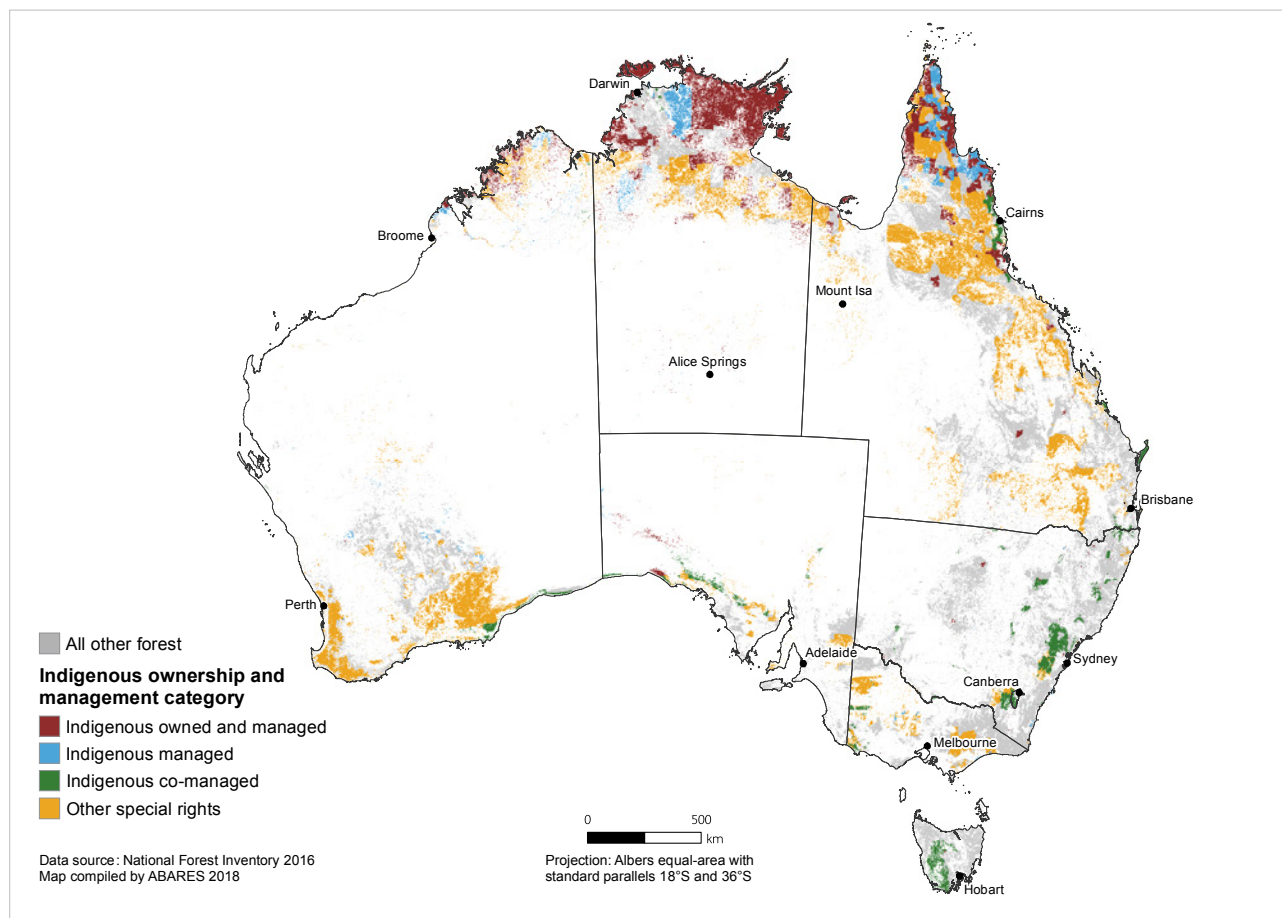 Darwin
Cairns
Broome
Mount Isa
Alice Springs
Brisbane
Perth
Adelaide
Sydney
Canberra
Melbourne
Hobart
All other forest
Indigenous ownership and
management category
Indigenous owned and managed
Indigenous managed
Indigenous co-managed
Other special rights
0 500
km
Data source: National Forest Inventory 2016
Map compiled by ABARES 2018
Projection: Albers equal-area with
standard parallels 18°S and 36°S